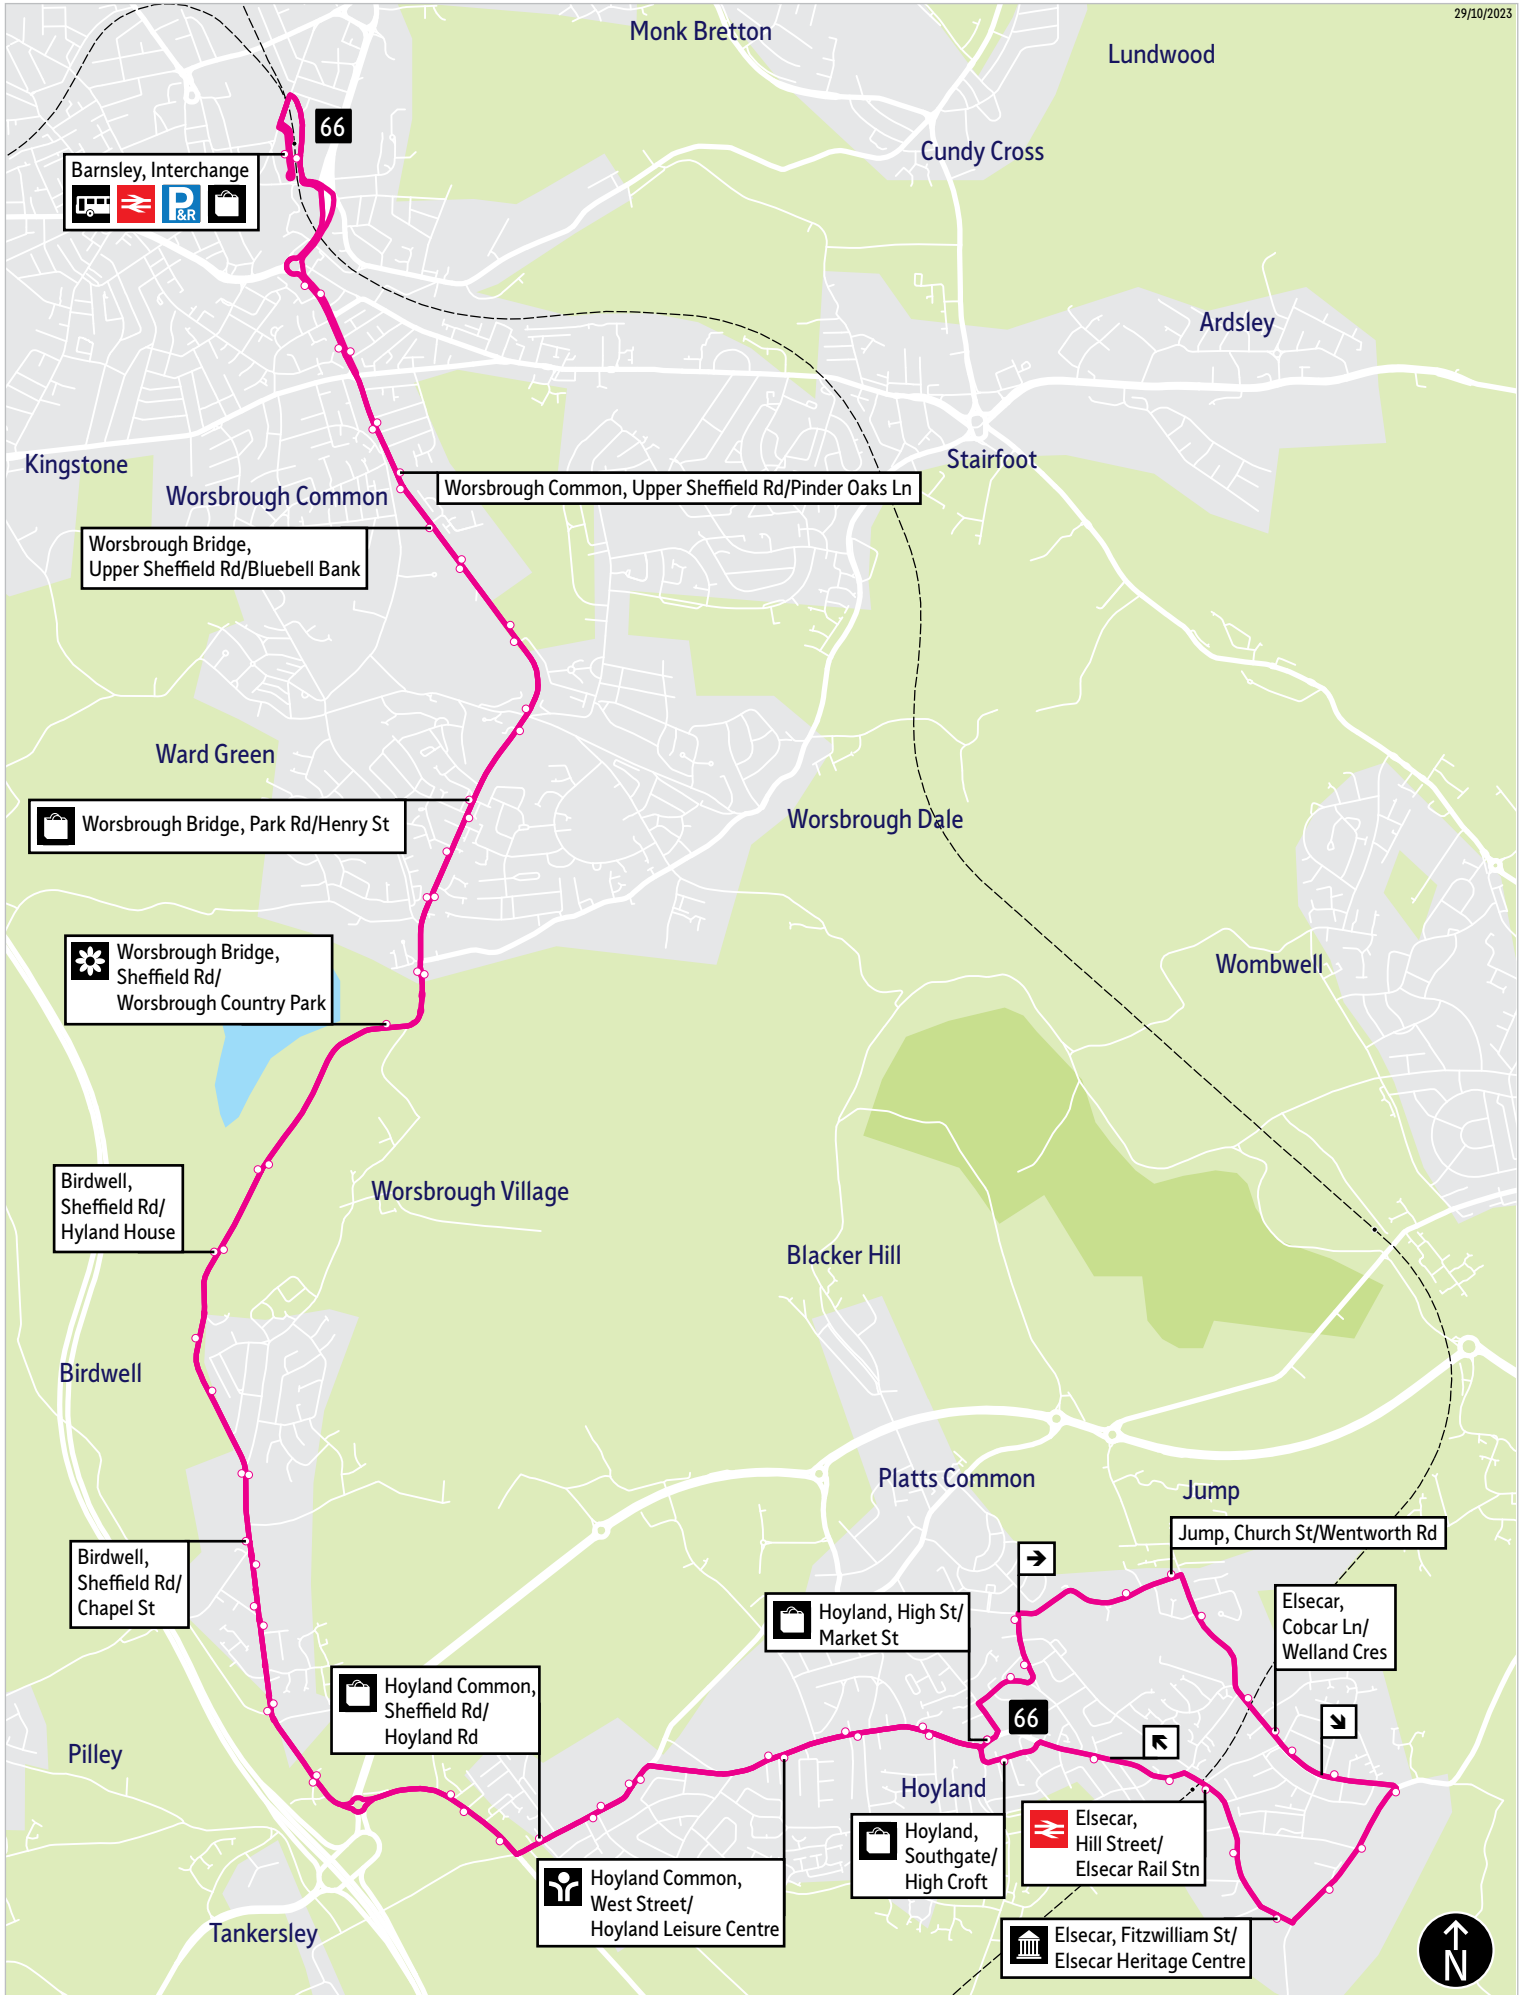 29/10/2023
Monk Bretton
Lundwood
66
Cundy Cross
Barnsley, Interchange
P&R
Ardsley
Kingstone
Stairfoot
Worsbrough Common
Worsbrough Common, Upper Sheffield Rd/Pinder Oaks Ln
Worsbrough Bridge,
Upper Sheffield Rd/Bluebell Bank
Ward Green
Worsbrough Bridge, Park Rd/Henry St
Worsbrough Dale
Worsbrough Bridge,
Sheffield Rd/
Worsbrough Country Park
Wombwell
Birdwell,
Sheffield Rd/
Hyland House
Worsbrough Village
Blacker Hill
Birdwell
Platts Common
Jump
Jump, Church St/Wentworth Rd
Birdwell,
Sheffield Rd/
Chapel St
Hoyland, High St/
Market St
Elsecar,
Cobcar Ln/
Welland Cres
Hoyland Common,
Sheffield Rd/
Hoyland Rd
66
Pilley
Hoyland
Elsecar,
Hill Street/
Elsecar Rail Stn
Hoyland,
Southgate/
High Croft
Hoyland Common,
West Street/
Hoyland Leisure Centre
Tankersley
Elsecar, Fitzwilliam St/
Elsecar Heritage Centre
N